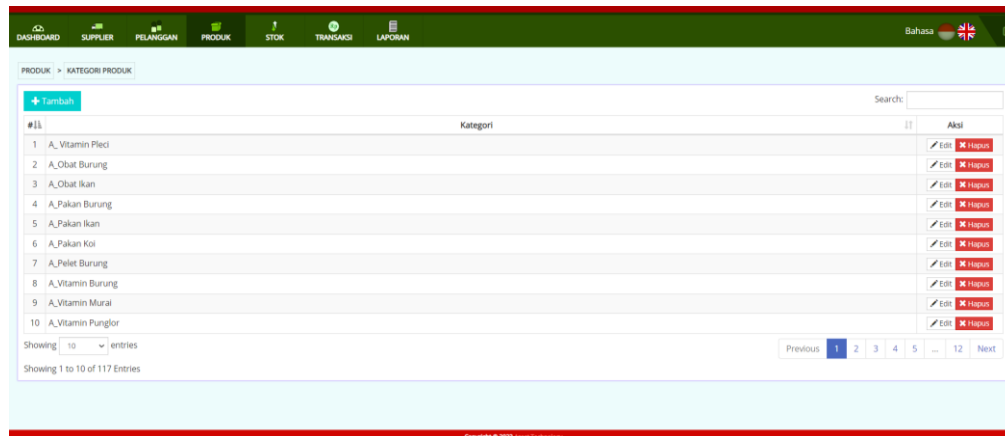 DASHBOARD SUPPLIER PELANGGAN PRODUK STOK TRANSAKSI LAPORAN Bahasa
PRODUK > KATEGORI PRODUK
Tambah Search:
# Kategori Aksi
1 A_ Vitamin Pleci Edit Hapus
2 A_Obat Burung Edit Hapus
3 A_Obat Ikan Edit Hapus
4 A_Pakan Burung Edit Hapus
5 A_Pakan Ikan Edit Hapus
6 A_Pakan Koi Edit Hapus
7 A_Pelet Burung Edit Hapus
8 A_Vitamin Burung Edit Hapus
9 A_Vitamin Murai Edit Hapus
10 A_Vitamin Punglor Edit Hapus
Showing 10 entries Previous 1 2 3 4 5 ... 12 Next
Showing 1 to 10 of 117 Entries
Copyright © 2022